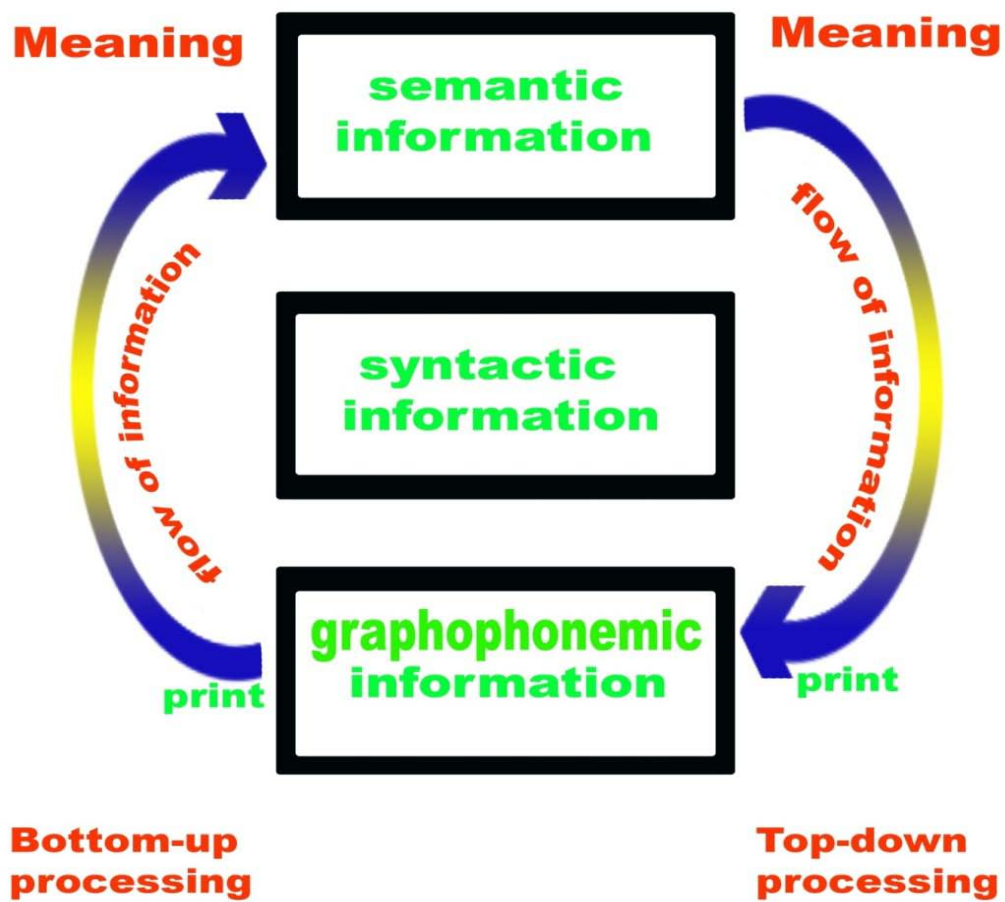 Meaning
Meaning
semantic
information
flow of information
flow of information
syntactic
information
graphophonemic
information
print
print
Bottom-up
processing
Top-down
processing